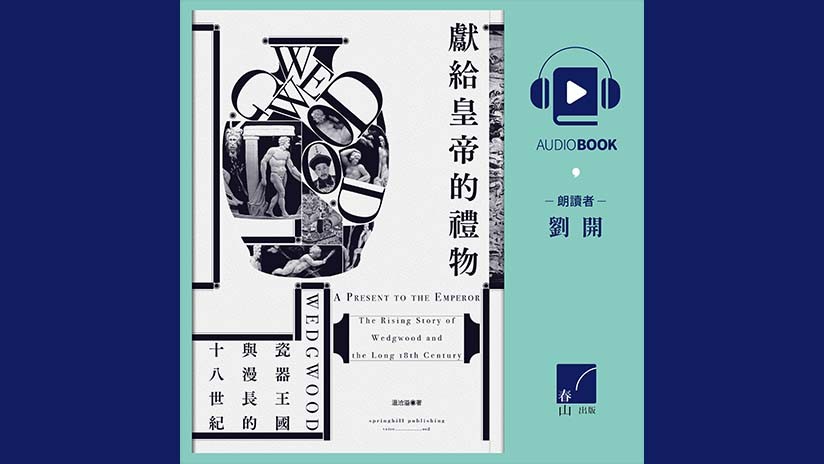 WEDGWOOD
獻給皇帝的禮物
A PRESENT TO THE EMPEROR
The Rising Story of
Wedgwood and
the Long 18th Century
WEDGWOOD
瓷器王國
與漫長的
十八世紀
溫洽溢 著
springhill publishing
AUDIOBOOK
朗讀者
劉開
春山
出版